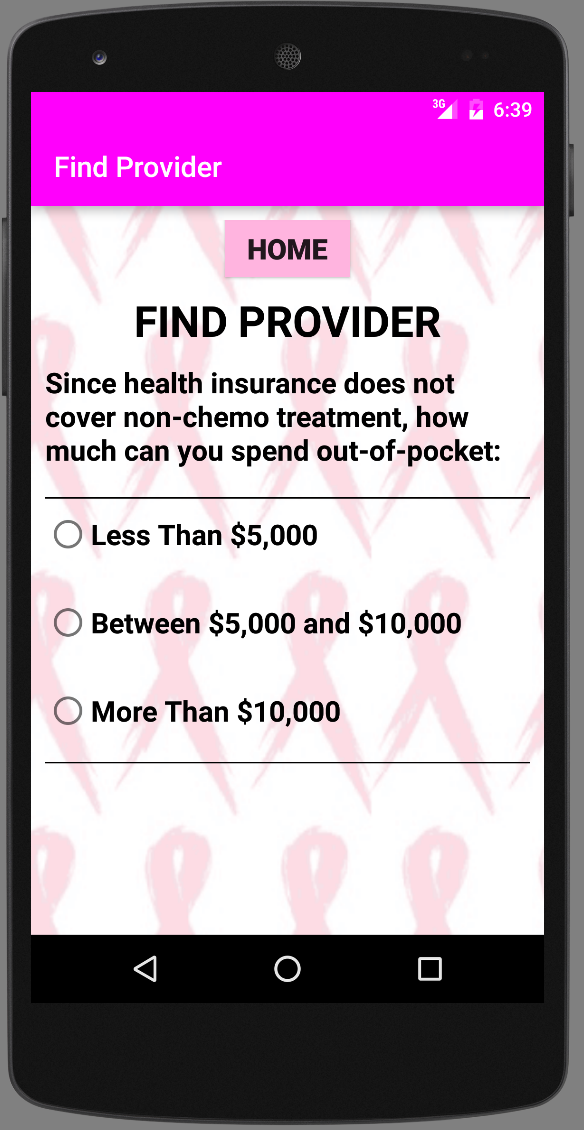 3G 6:39
Find Provider
HOME
FIND PROVIDER
Since health insurance does not
cover non-chemo treatment, how
much can you spend out-of-pocket:
Less Than $5,000
Between $5,000 and $10,000
More Than $10,000